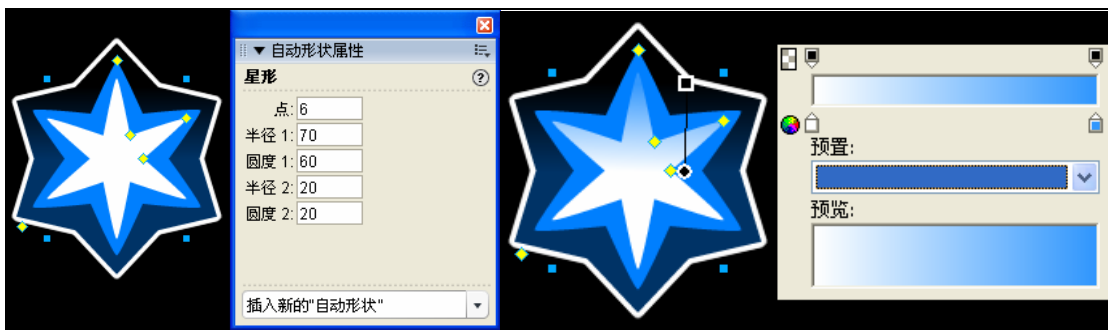 自动形状属性
星形
点: 6
半径 1: 70
圆度 1: 60
半径 2: 20
圆度 2: 20
插入新的"自动形状"
预置:
预览: